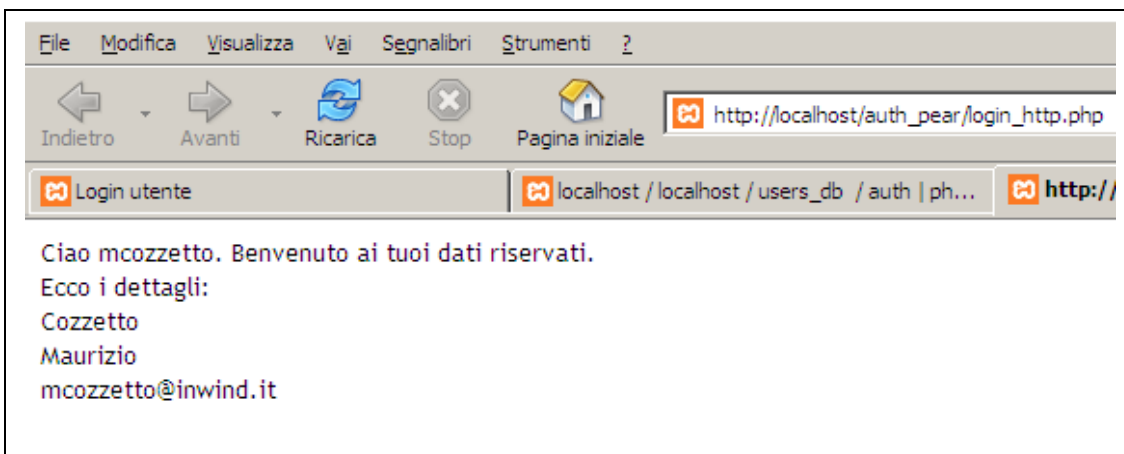 File Modifica Visualizza Vai Segnalibri Strumenti ?
Indietro Avanti Ricarica Stop Pagina iniziale http://localhost/auth_pear/login_http.php
Login utente localhost / localhost / users_db / auth | ph... http://
Ciao mcozzetto. Benvenuto ai tuoi dati riservati.
Ecco i dettagli:
Cozzetto
Maurizio
mcozzetto@inwind.it